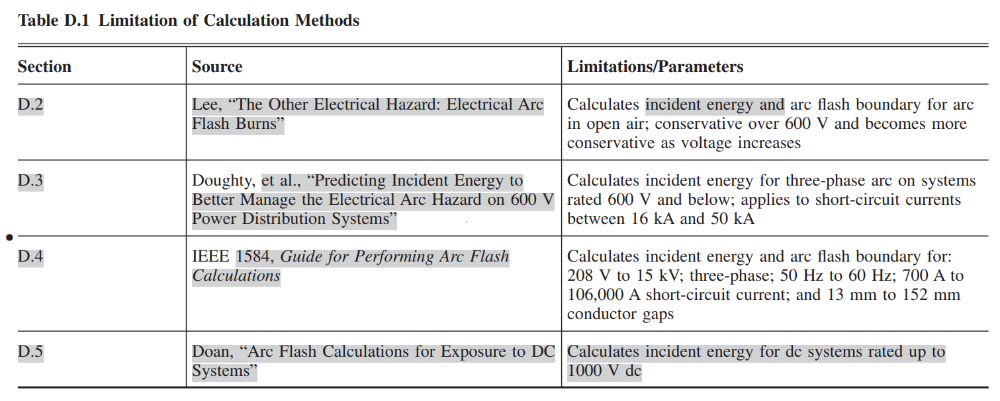 Table D.1 Limitation of Calculation Methods
Section
Source
Limitations/Parameters
D.2
Lee, “The Other Electrical Hazard: Electrical Arc
Flash Burns”
Calculates incident energy and arc flash boundary for arc
in open air; conservative over 600 V and becomes more
conservative as voltage increases
D.3
Doughty, et al., “Predicting Incident Energy to
Better Manage the Electrical Arc Hazard on 600 V
Power Distribution Systems”
Calculates incident energy for three-phase arc on systems
rated 600 V and below; applies to short-circuit currents
between 16 kA and 50 kA
D.4
IEEE 1584, Guide for Performing Arc Flash
Calculations
Calculates incident energy and arc flash boundary for:
208 V to 15 kV; three-phase; 50 Hz to 60 Hz; 700 A to
106,000 A short-circuit current; and 13 mm to 152 mm
conductor gaps
D.5
Doan, “Arc Flash Calculations for Exposure to DC
Systems”
Calculates incident energy for dc systems rated up to
1000 V dc